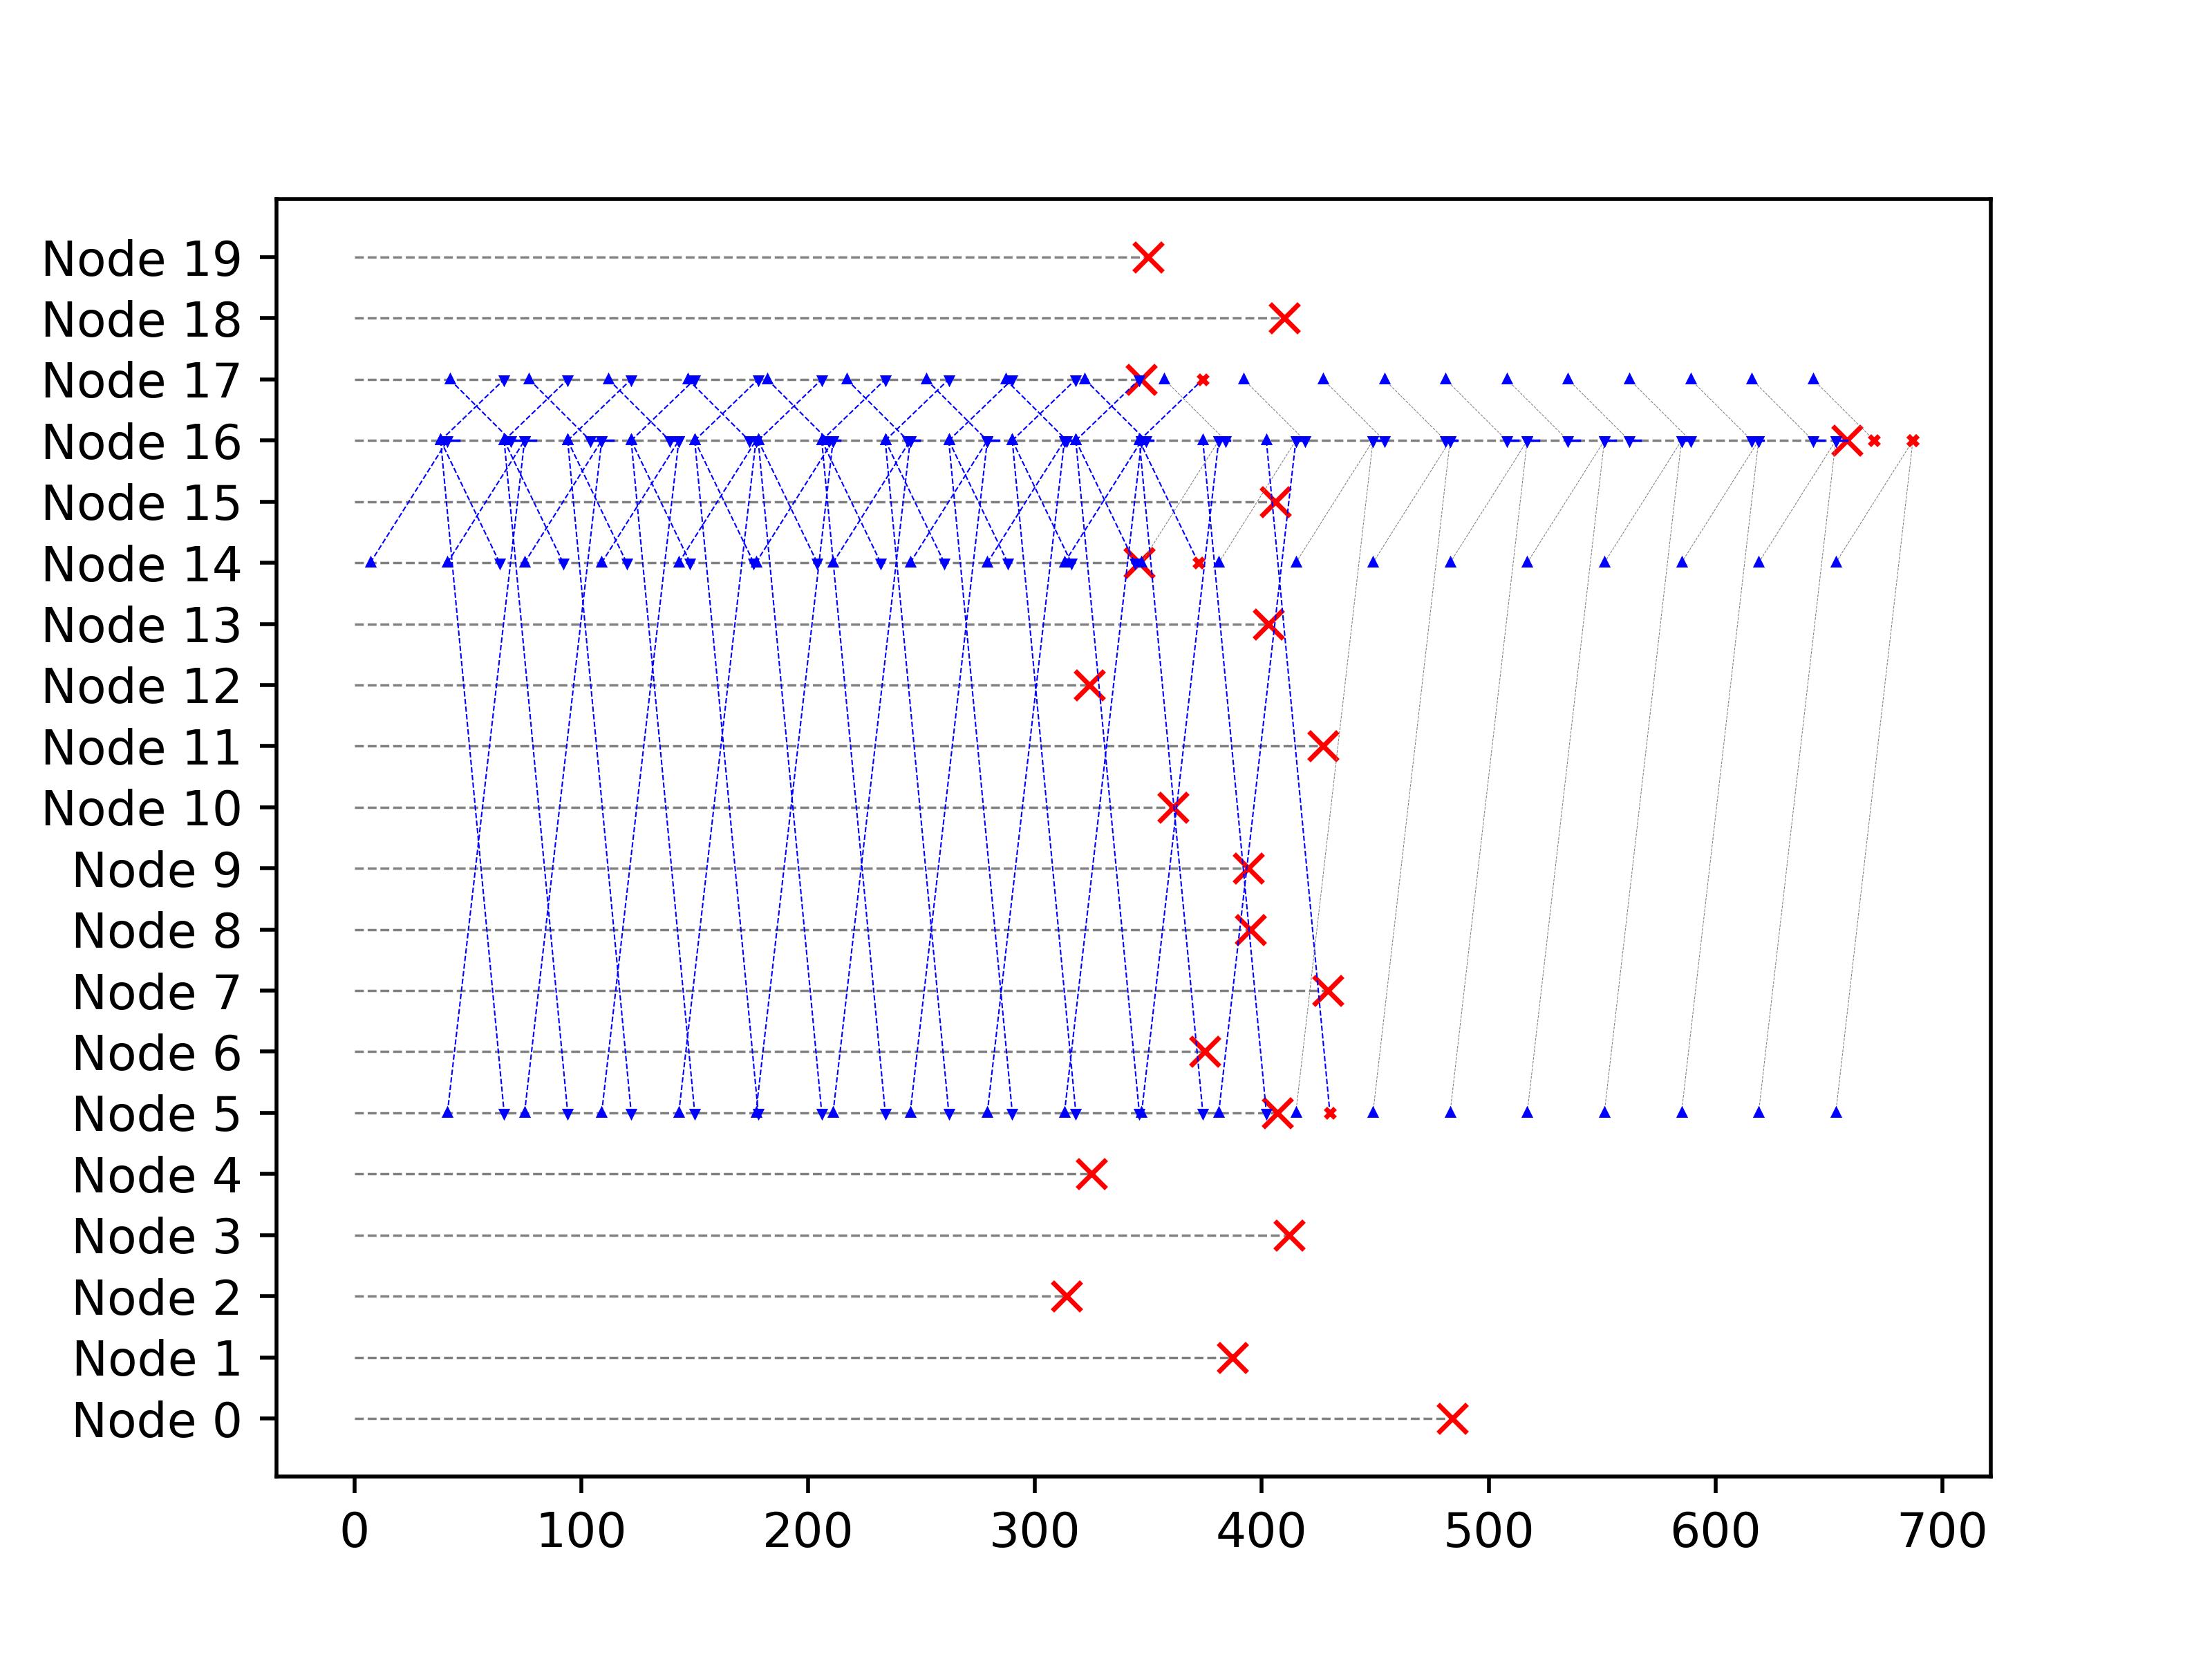 Node 19
Node 18
Node 17
Node 16
Node 15
Node 14
Node 13
Node 12
Node 11
Node 10
Node 9
Node 8
Node 7
Node 6
Node 5
Node 4
Node 3
Node 2
Node 1
Node 0
0 100 200 300 400 500 600 700